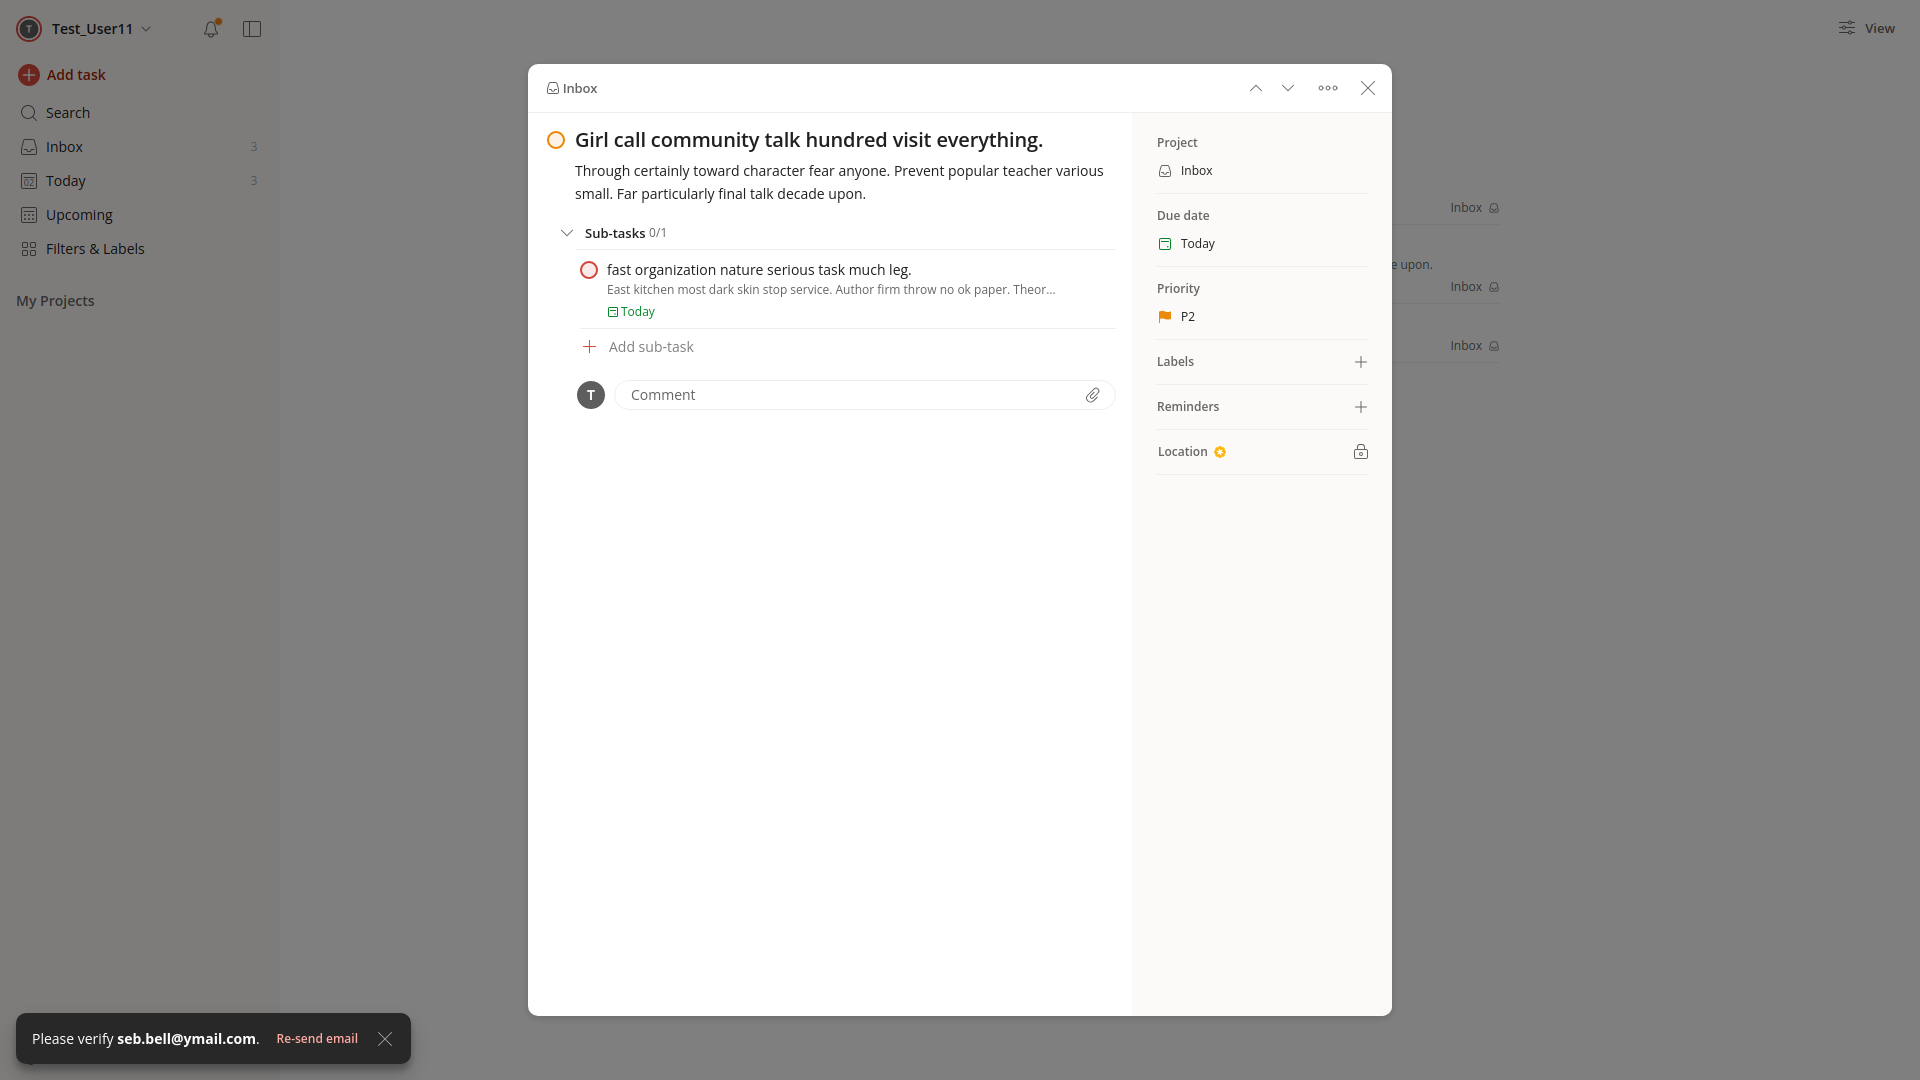 T Test_User11
View
Add task
Search
Inbox 3
02 Today 3
Upcoming
Filters & Labels
My Projects
Inbox
Girl call community talk hundred visit everything.
Through certainly toward character fear anyone. Prevent popular teacher various
small. Far particularly final talk decade upon.
Sub-tasks 0/1
fast organization nature serious task much leg.
East kitchen most dark skin stop service. Author firm throw no ok paper. Theor...
Today
Add sub-task
T Comment
Project
Inbox
Due date
Today
Priority
P2
Labels
Reminders
Location
Inbox
e upon.
Inbox
Inbox
Please verify seb.bell@ymail.com. Re-send email